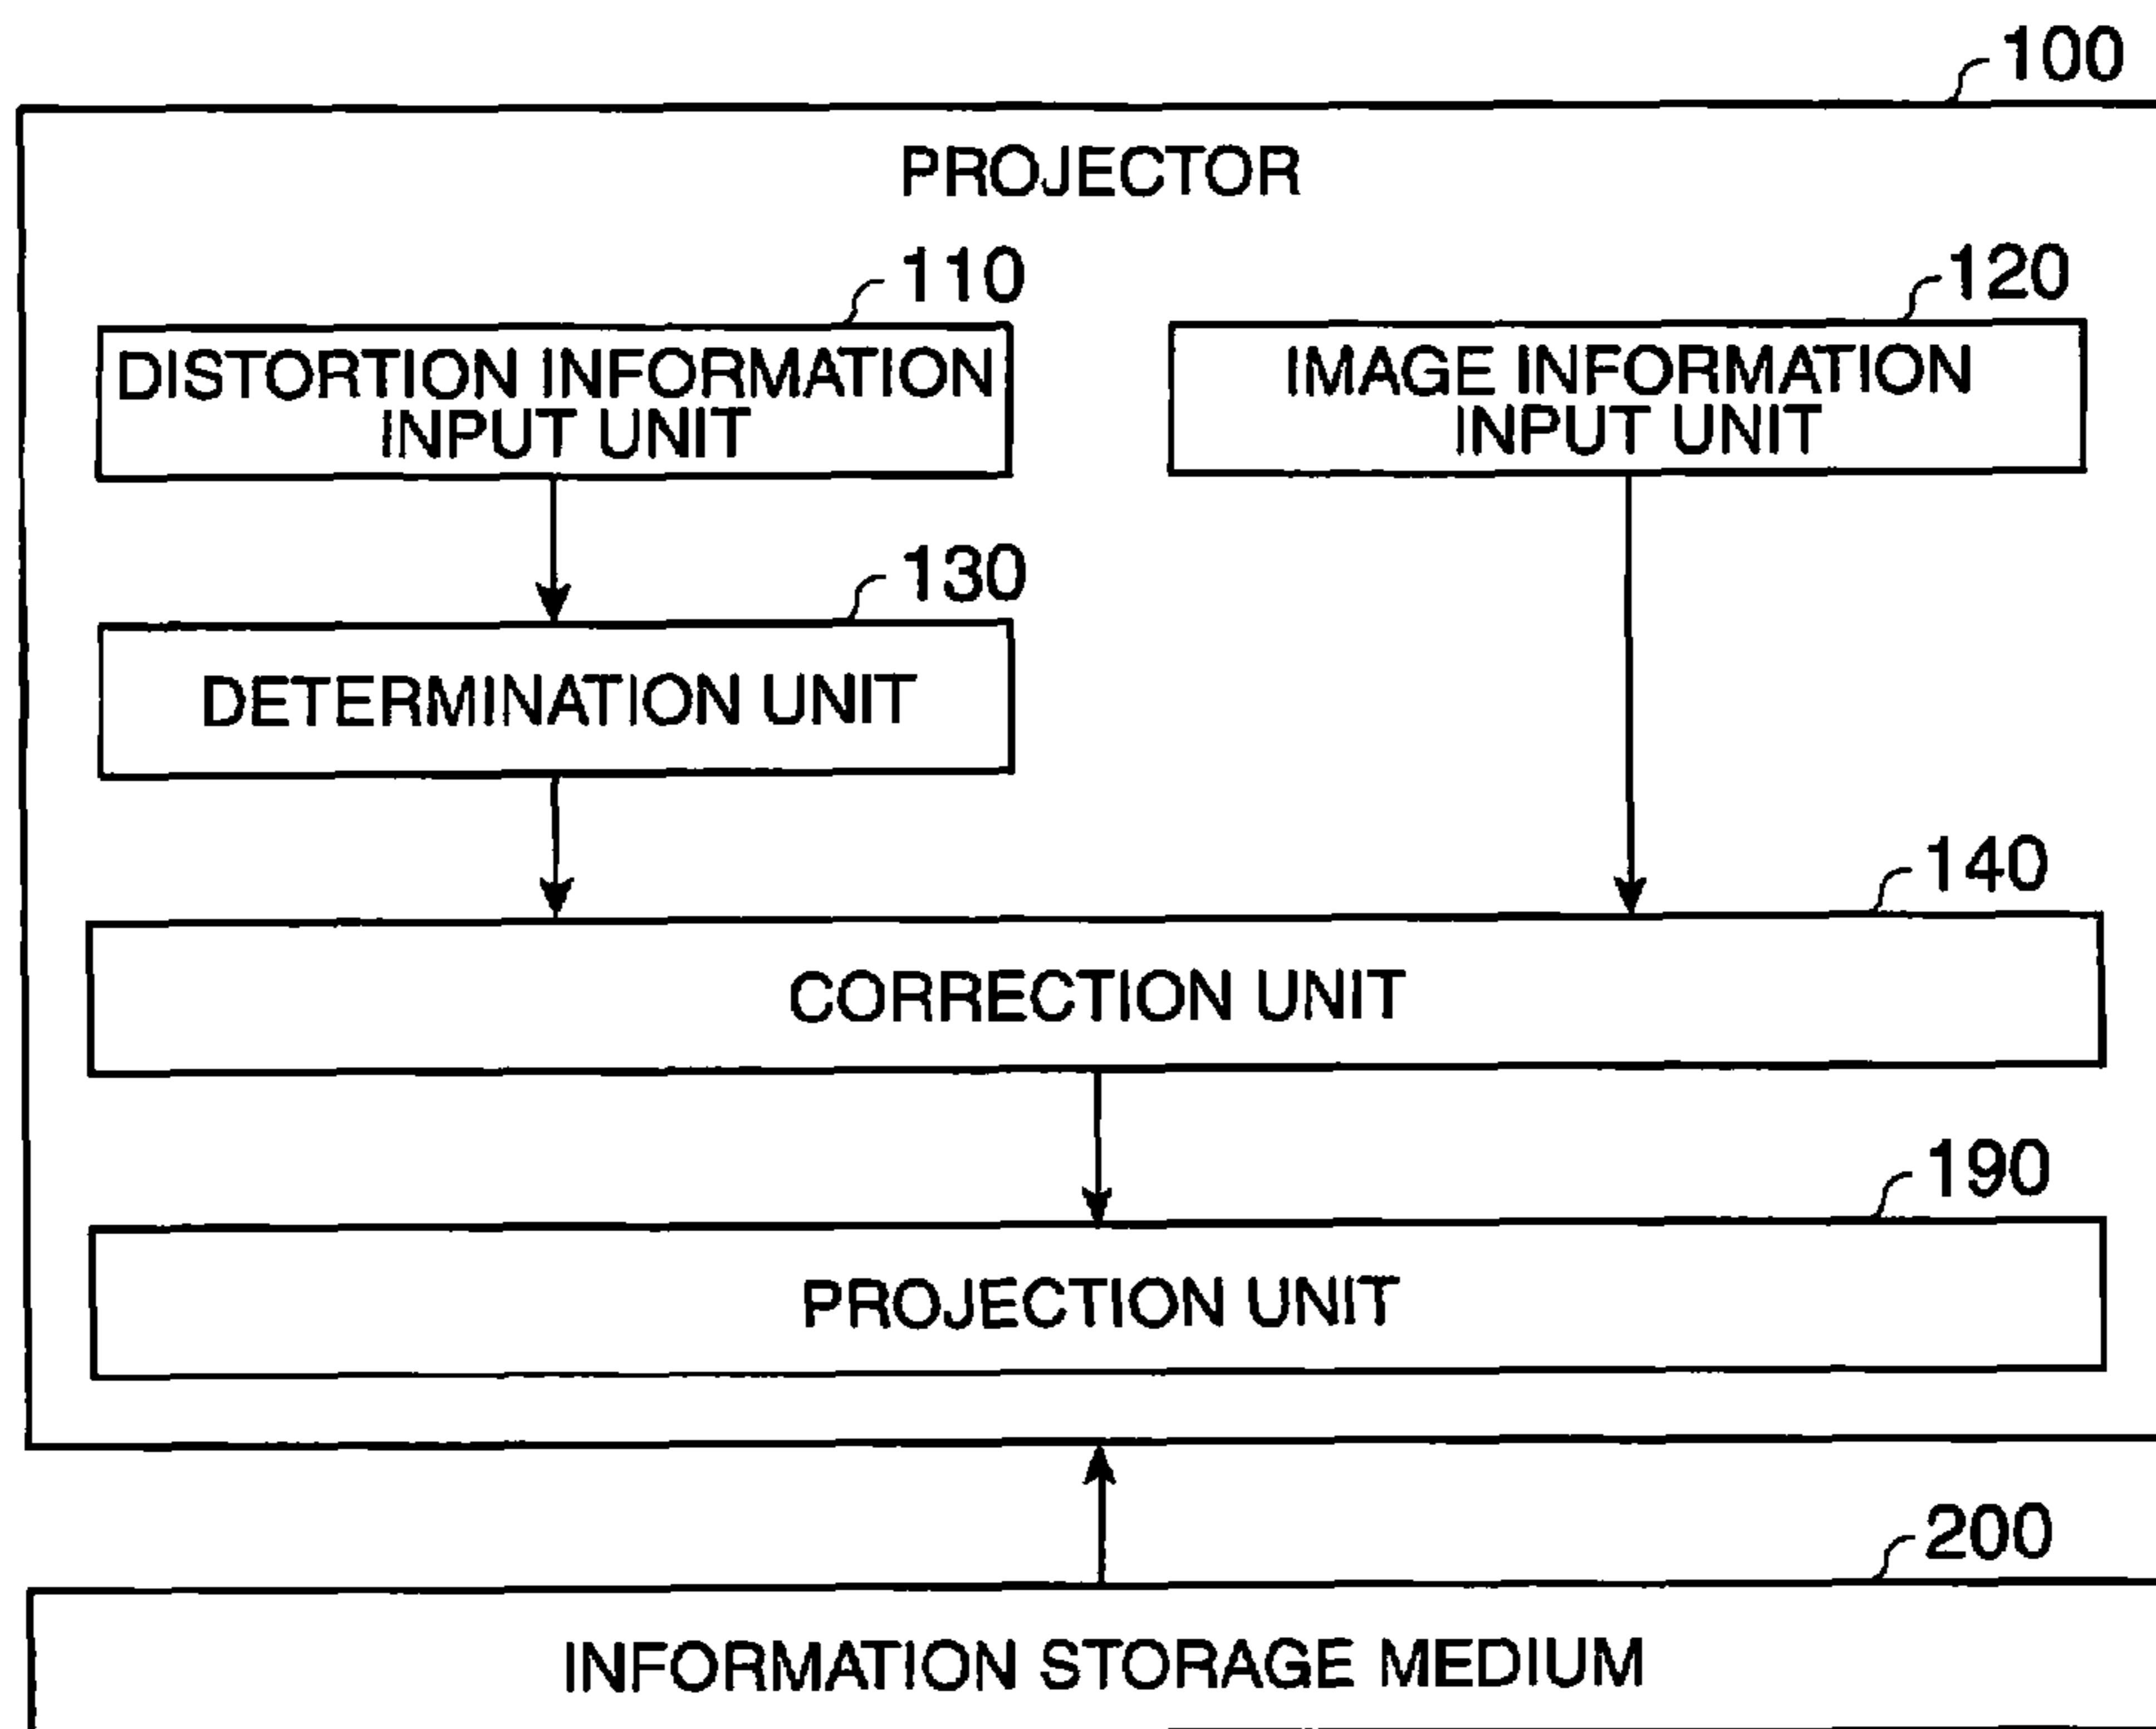 100
PROJECTOR
110
120
DISTORTION INFORMATION
INPUT UNIT
IMAGE INFORMATION
INPUT UNIT
130
DETERMINATION UNIT
140
CORRECTION UNIT
190
PROJECTION UNIT
200
INFORMATION STORAGE MEDIUM